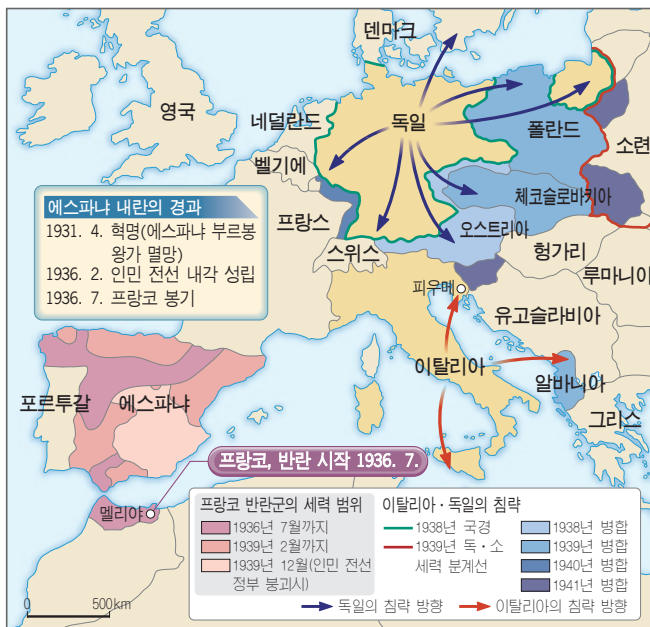 덴마크
영국
네덜란드
독일
폴란드
소련
벨기에
에스파냐 내란의 경과
1931. 4. 혁명(에스파냐 부르봉
왕가 멸망)
1936. 2. 인민 전선 내각 성립
1936. 7. 프랑코 봉기
프랑스
체코슬로바키아
오스트리아
스위스
헝가리
루마니아
피우메
유고슬라비아
이탈리아
알바니아
그리스
포르투갈
에스파냐
프랑코, 반란 시작 1936. 7.
멜리야
프랑코 반란군의 세력 범위
1936년 7월까지
1939년 2월까지
1939년 12월(인민 전선
정부 붕괴시)
이탈리아·독일의 침략
1938년 국경
1939년 독·소
세력 분계선
1938년 병합
1939년 병합
1940년 병합
1941년 병합
독일의 침략 방향
이탈리아의 침략 방향
0 500km